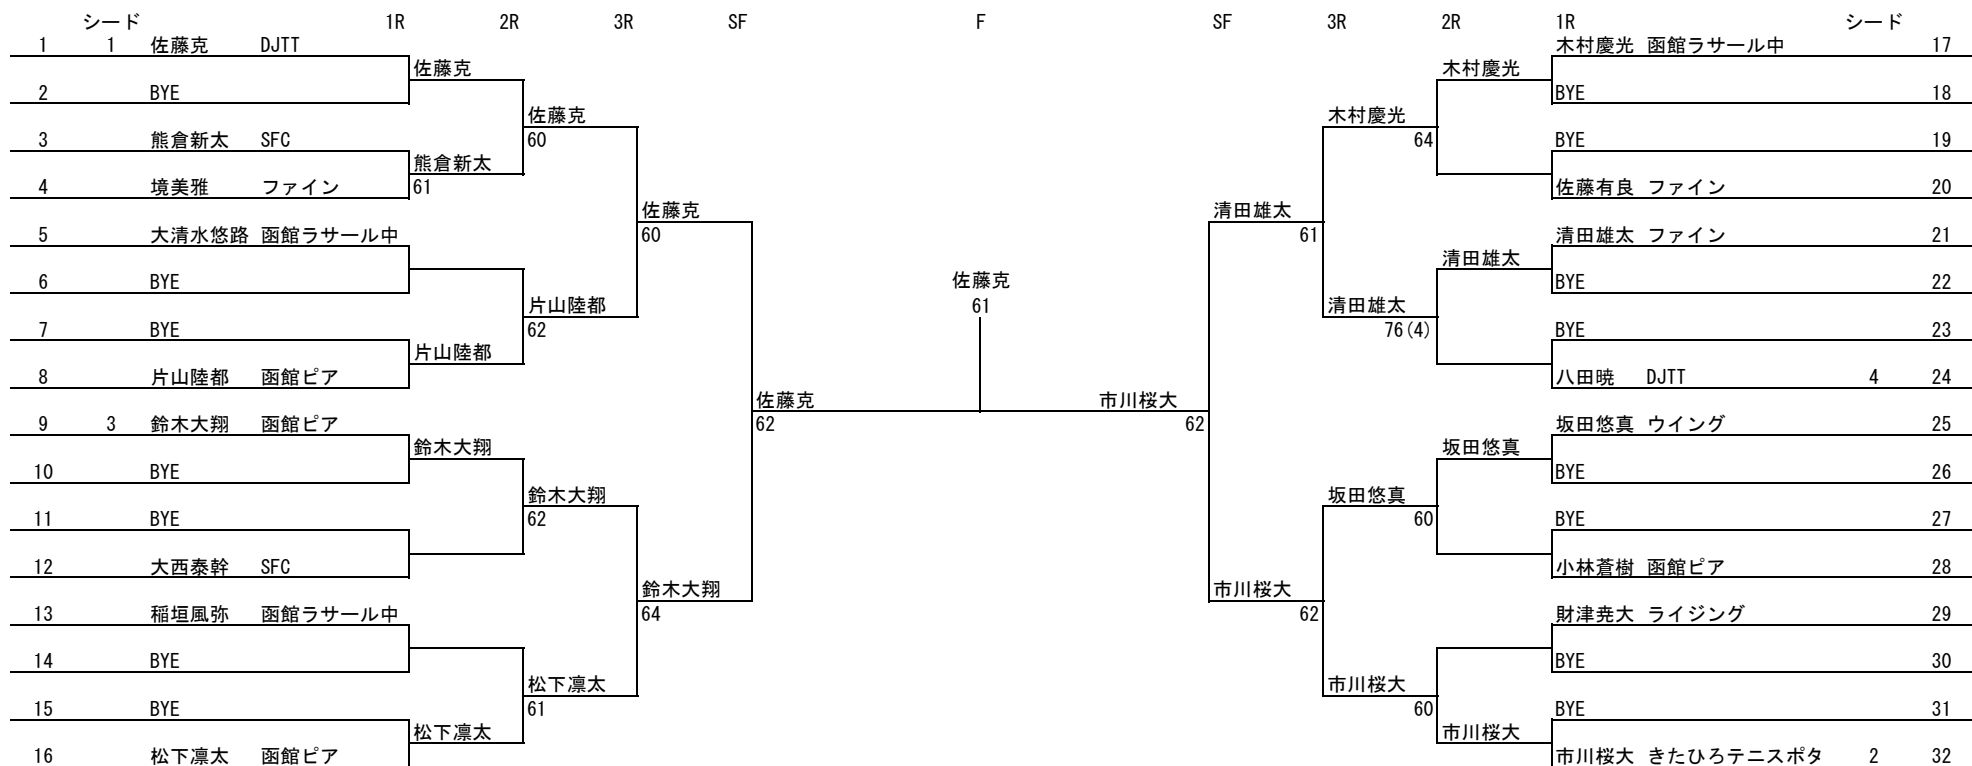 シード 1R 2R 3R SF F SF 3R 2R 1R シード
1 1 佐藤克 DJTT 木村慶光 函館ラサール中 17
佐藤克 木村慶光
2 BYE BYE 18
佐藤克 木村慶光
3 熊倉新太 SFC 60 64 BYE 19
熊倉新太
4 境美雅 ファイン 61 佐藤有良 ファイン 20
佐藤克 清田雄太
5 大清水悠路 函館ラサール中 60 61 清田雄太 ファイン 21
清田雄太
6 BYE 佐藤克 BYE 22
片山陸都 61 清田雄太
7 BYE 62 76(4) BYE 23
片山陸都
8 片山陸都 函館ピア 八田暁 DJTT 4 24
佐藤克 市川桜大
9 3 鈴木大翔 函館ピア 62 62 坂田悠真 ウイング 25
鈴木大翔 坂田悠真
10 BYE BYE 26
鈴木大翔 坂田悠真
11 BYE 62 60 BYE 27
12 大西泰幹 SFC 小林蒼樹 函館ピア 28
鈴木大翔 市川桜大
13 稲垣風弥 函館ラサール中 64 62 財津尭大 ライジング 29
14 BYE BYE 30
松下凛太 市川桜大
15 BYE 61 60 BYE 31
松下凛太 市川桜大
16 松下凛太 函館ピア 市川桜大 きたひろテニスポタ 2 32